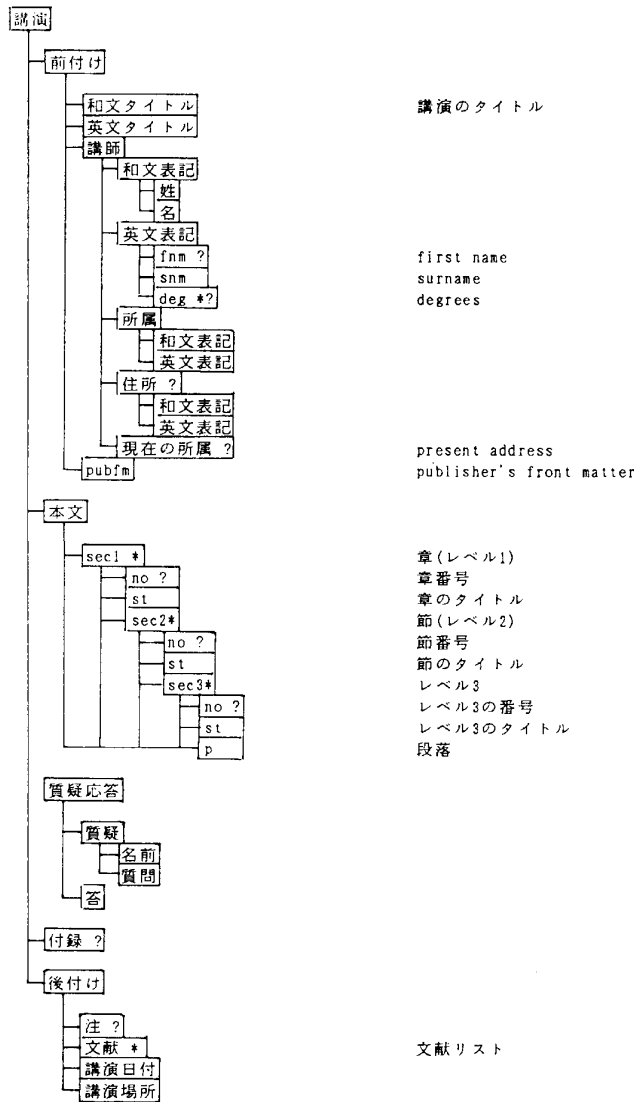 講演
前付け
和文タイトル 講演のタイトル
英文タイトル
講師
和文表記
姓
名
英文表記
fnm ? first name
snm surname
deg *? degrees
所属
和文表記
英文表記
住所 ?
和文表記
英文表記
現在の所属 ? present address
pubfm publisher's front matter
本文
sec1 * 章(レベル1)
no ? 章番号
st 章のタイトル
sec2* 節(レベル2)
no ? 節番号
st 節のタイトル
sec3* レベル3
no ? レベル3の番号
st レベル3のタイトル
p 段落
質疑応答
質疑
名前
質問
答
付録 ?
後付け
注 ?
文献 * 文献リスト
講演日付
講演場所